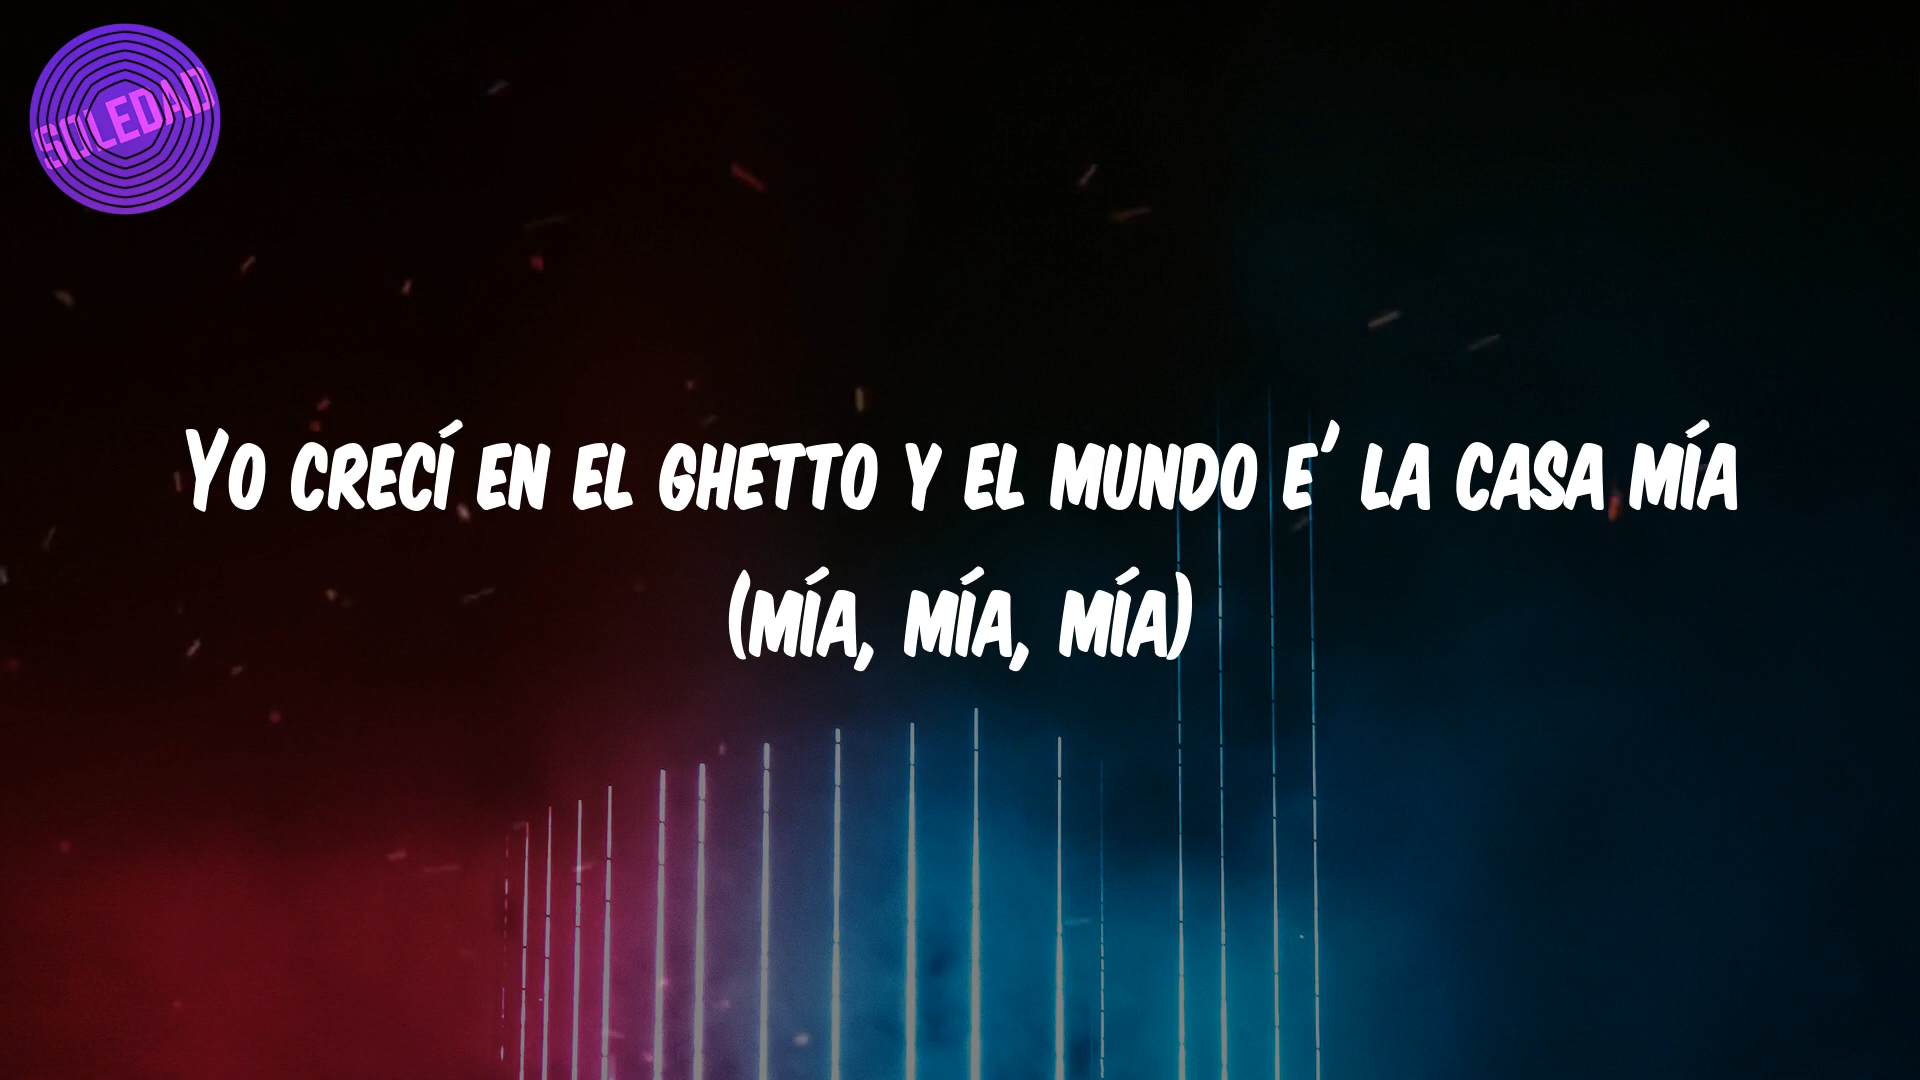 SOLEDAD
YO CRECÍ EN EL GHETTO Y EL MUNDO E' LA CASA MÍA
(MÍA, MÍA, MÍA)